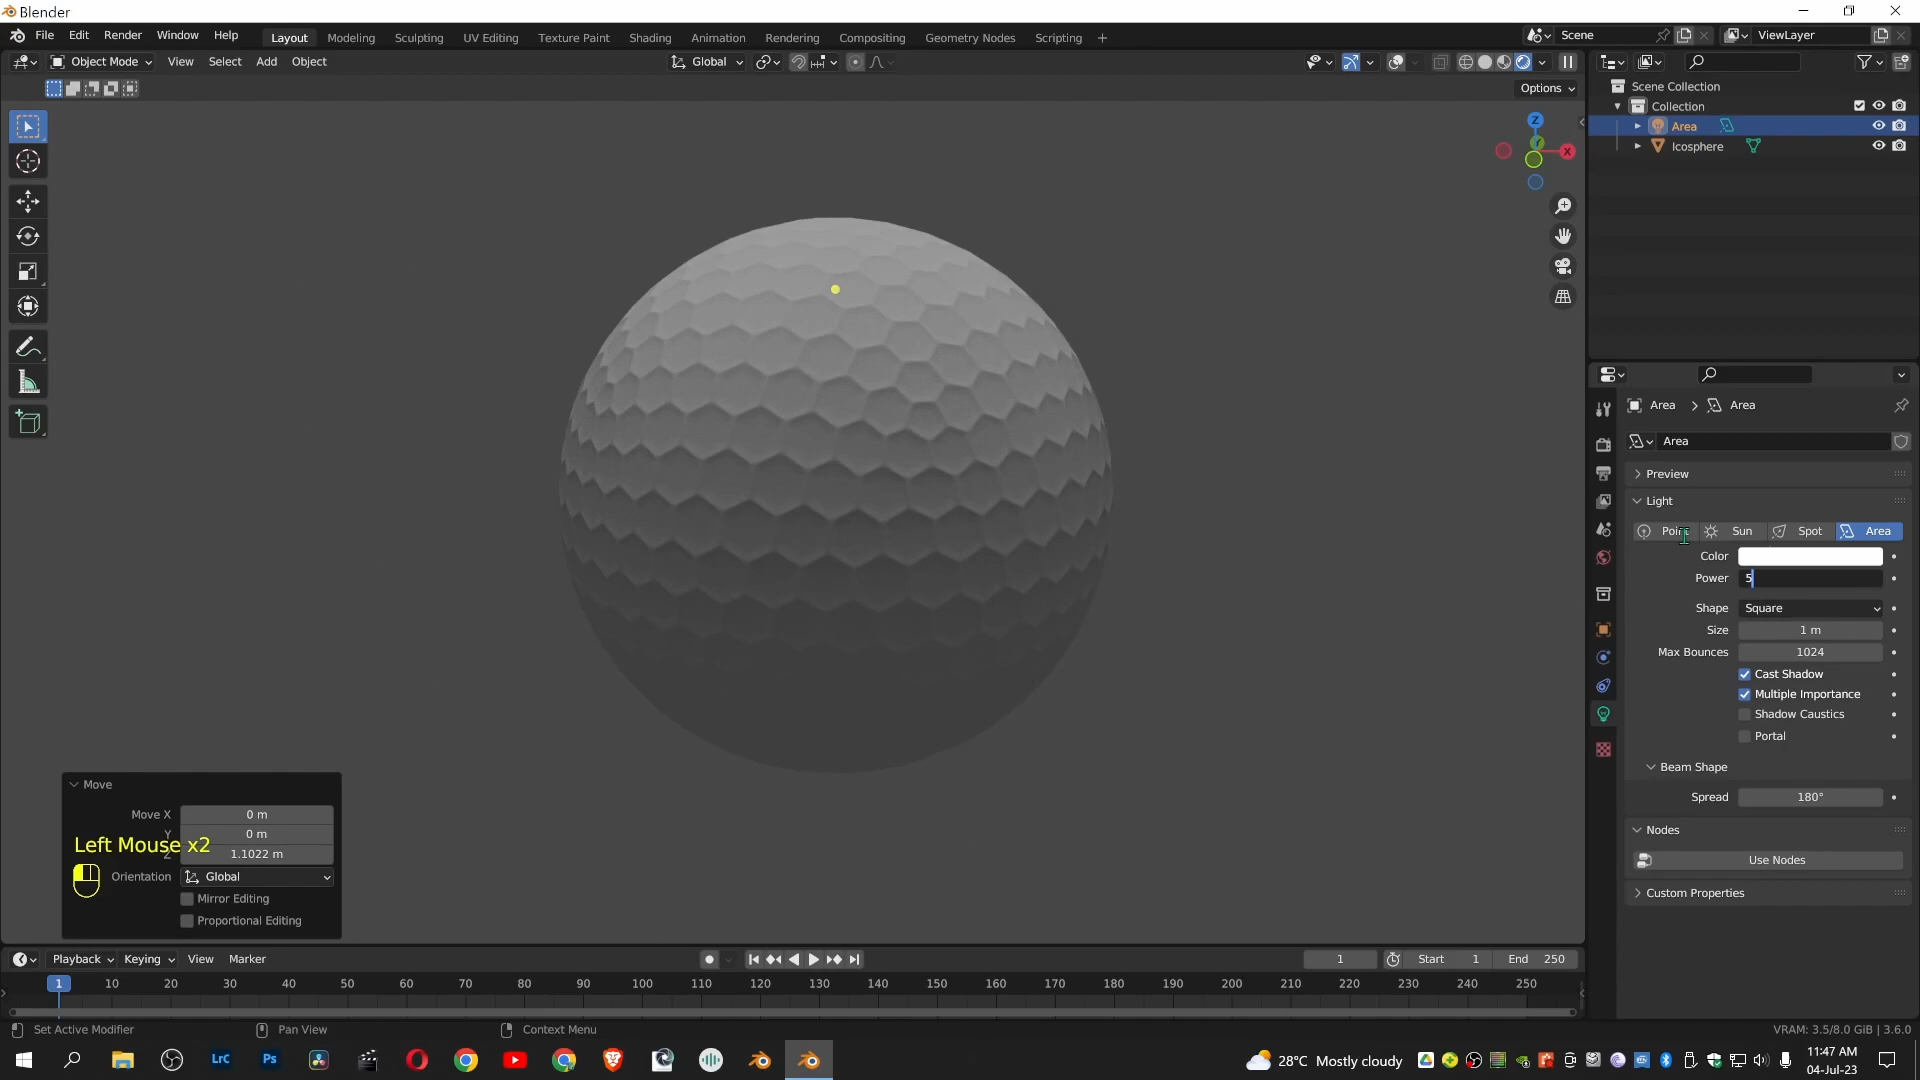 Blender
File Edit Render Window Help
Layout Modeling Sculpting UV Editing Texture Paint Shading Animation Rendering Compositing Geometry Nodes Scripting +
Scene
ViewLayer
Object Mode View Select Add Object
Global
Options
Scene Collection
Collection
Area
Icosphere
Z
X
Area > Area
Area
Preview
Light
Point Sun Spot Area
Color
Power 5
Shape Square
Size 1 m
Max Bounces 1024
Cast Shadow
Multiple Importance
Shadow Caustics
Portal
Beam Shape
Spread 180°
Nodes
Use Nodes
Custom Properties
Move
Move X 0 m
Y 0 m
Left Mouse x2
Z 1.1022 m
Orientation Global
Mirror Editing
Proportional Editing
Playback Keying View Marker
1 Start 1 End 250
1 10 20 30 40 50 60 70 80 90 100 110 120 130 140 150 160 170 180 190 200 210 220 230 240 250
Set Active Modifier Pan View Context Menu
VRAM: 3.5/8.0 GiB | 3.6.0
LrC Ps
28°C Mostly cloudy
11:47 AM
04-Jul-23